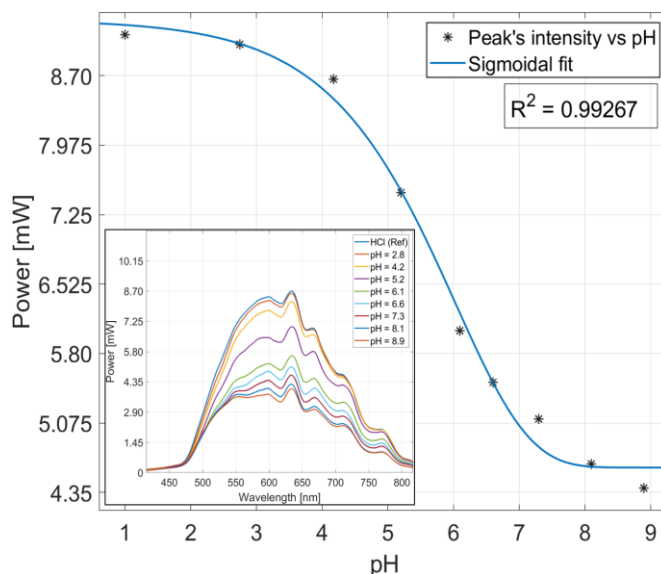 Peak's intensity vs pH
Sigmoidal fit
R² = 0.99267
Power [mW]
8.70
7.975
7.25
6.525
5.80
5.075
4.35
HCl (Ref)
pH = 2.8
pH = 4.2
pH = 5.2
pH = 6.1
pH = 6.6
pH = 7.3
pH = 8.1
pH = 8.9
Power [mW]
10.15
8.70
7.25
5.80
4.35
2.90
1.45
0
450 500 550 600 650 700 750 800
Wavelength [nm]
1 2 3 4 5 6 7 8 9
pH